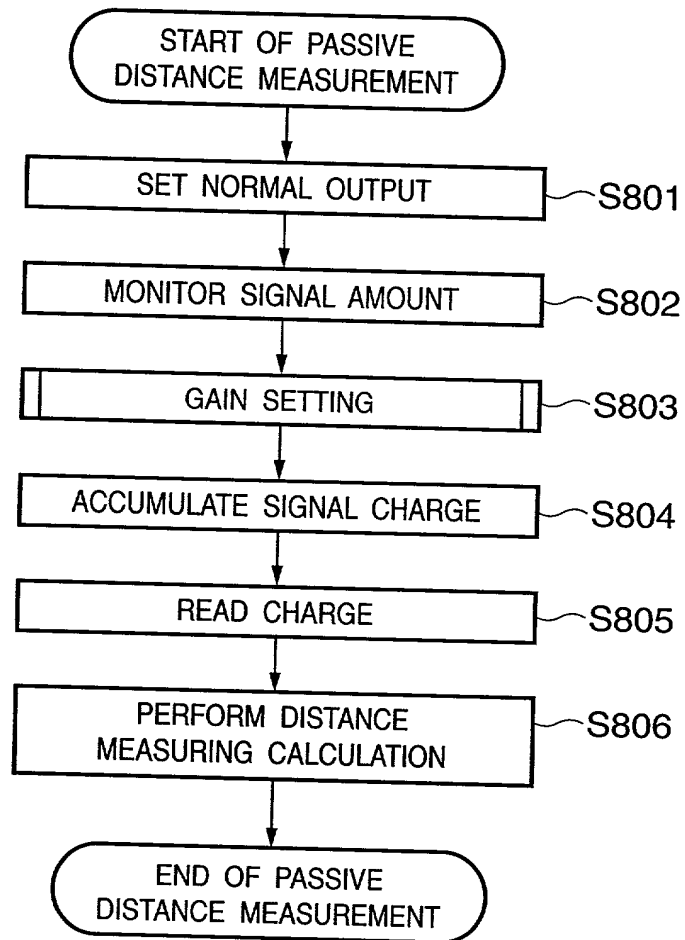 START OF PASSIVE
DISTANCE MEASUREMENT
SET NORMAL OUTPUT
S801
MONITOR SIGNAL AMOUNT
S802
GAIN SETTING
S803
ACCUMULATE SIGNAL CHARGE
S804
READ CHARGE
S805
PERFORM DISTANCE
MEASURING CALCULATION
S806
END OF PASSIVE
DISTANCE MEASUREMENT